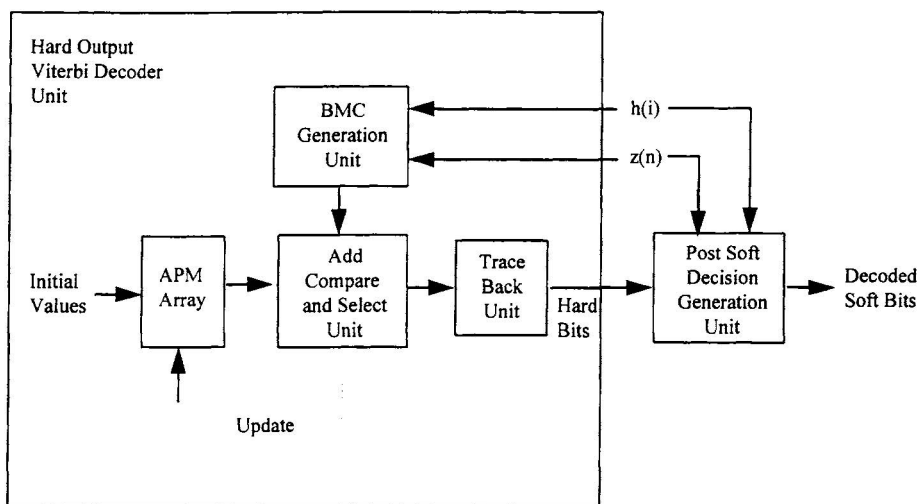 Hard Output
Viterbi Decoder
Unit
BMC
Generation
Unit
h(i)
z(n)
Initial
Values
APM
Array
Add
Compare
and Select
Unit
Trace
Back
Unit
Hard
Bits
Post Soft
Decision
Generation
Unit
Decoded
Soft Bits
Update